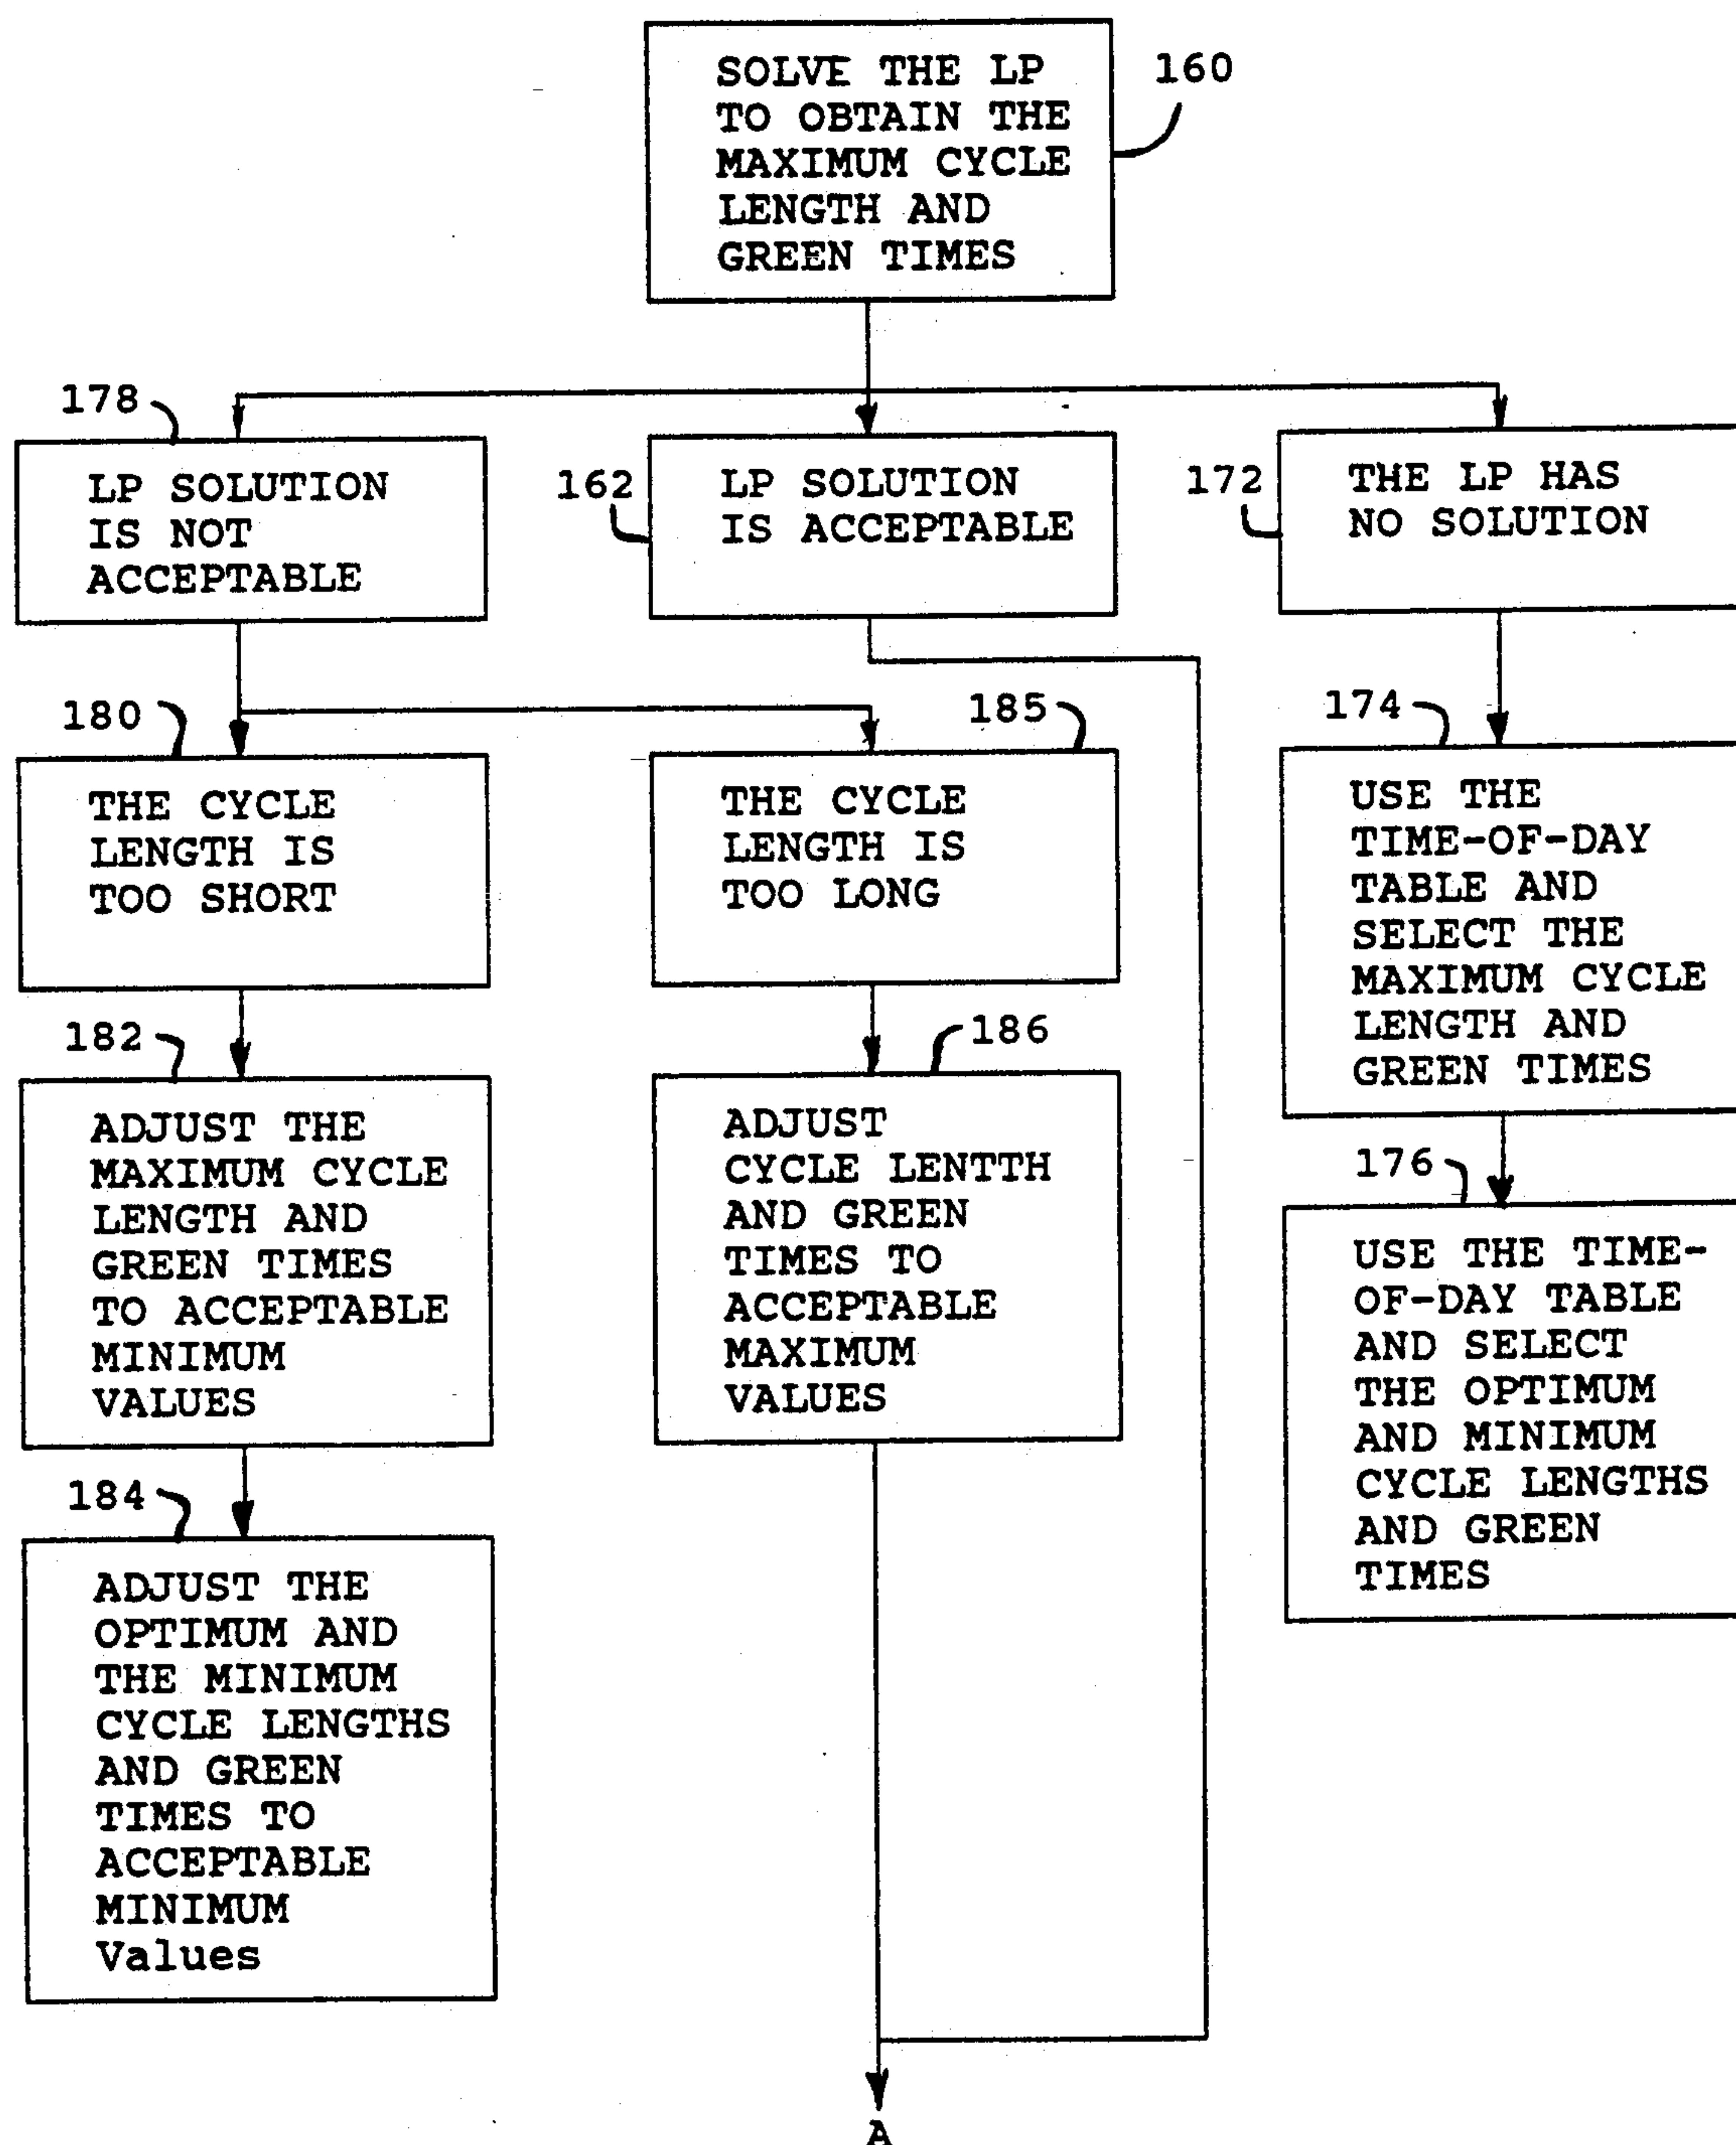 SOLVE THE LP
TO OBTAIN THE
MAXIMUM CYCLE
LENGTH AND
GREEN TIMES
160
178
LP SOLUTION
IS NOT
ACCEPTABLE
162
LP SOLUTION
IS ACCEPTABLE
172
THE LP HAS
NO SOLUTION
180
THE CYCLE
LENGTH IS
TOO SHORT
185
THE CYCLE
LENGTH IS
TOO LONG
174
USE THE
TIME-OF-DAY
TABLE AND
SELECT THE
MAXIMUM CYCLE
LENGTH AND
GREEN TIMES
182
ADJUST THE
MAXIMUM CYCLE
LENGTH AND
GREEN TIMES
TO ACCEPTABLE
MINIMUM
VALUES
186
ADJUST
CYCLE LENTTH
AND GREEN
TIMES TO
ACCEPTABLE
MAXIMUM
VALUES
176
USE THE TIME-
OF-DAY TABLE
AND SELECT
THE OPTIMUM
AND MINIMUM
CYCLE LENGTHS
AND GREEN
TIMES
184
ADJUST THE
OPTIMUM AND
THE MINIMUM
CYCLE LENGTHS
AND GREEN
TIMES TO
ACCEPTABLE
MINIMUM
Values
A